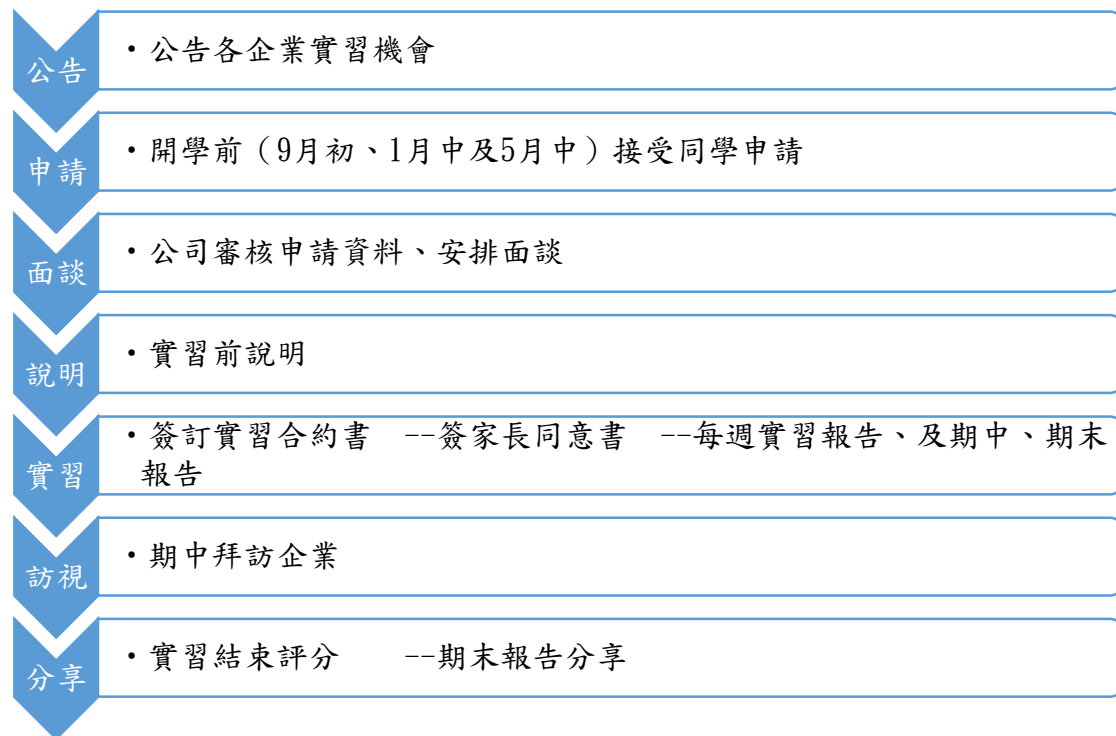 公告
・公告各企業實習機會
申請
・開學前（9月初、1月中及5月中）接受同學申請
面談
・公司審核申請資料、安排面談
說明
・實習前說明
實習
・簽訂實習合約書　--簽家長同意書　--每週實習報告、及期中、期末
報告
訪視
・期中拜訪企業
分享
・實習結束評分　　--期末報告分享